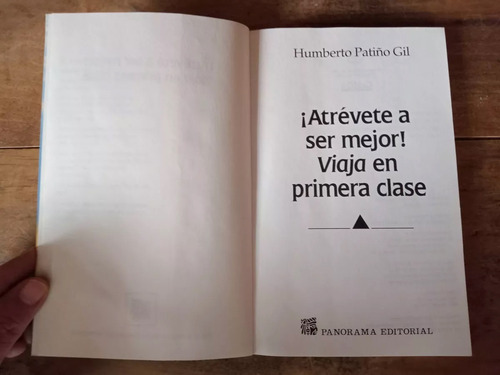 Humberto Patiño Gil
¡Atrévete a
ser mejor!
Viaja en
primera clase
PANORAMA EDITORIAL